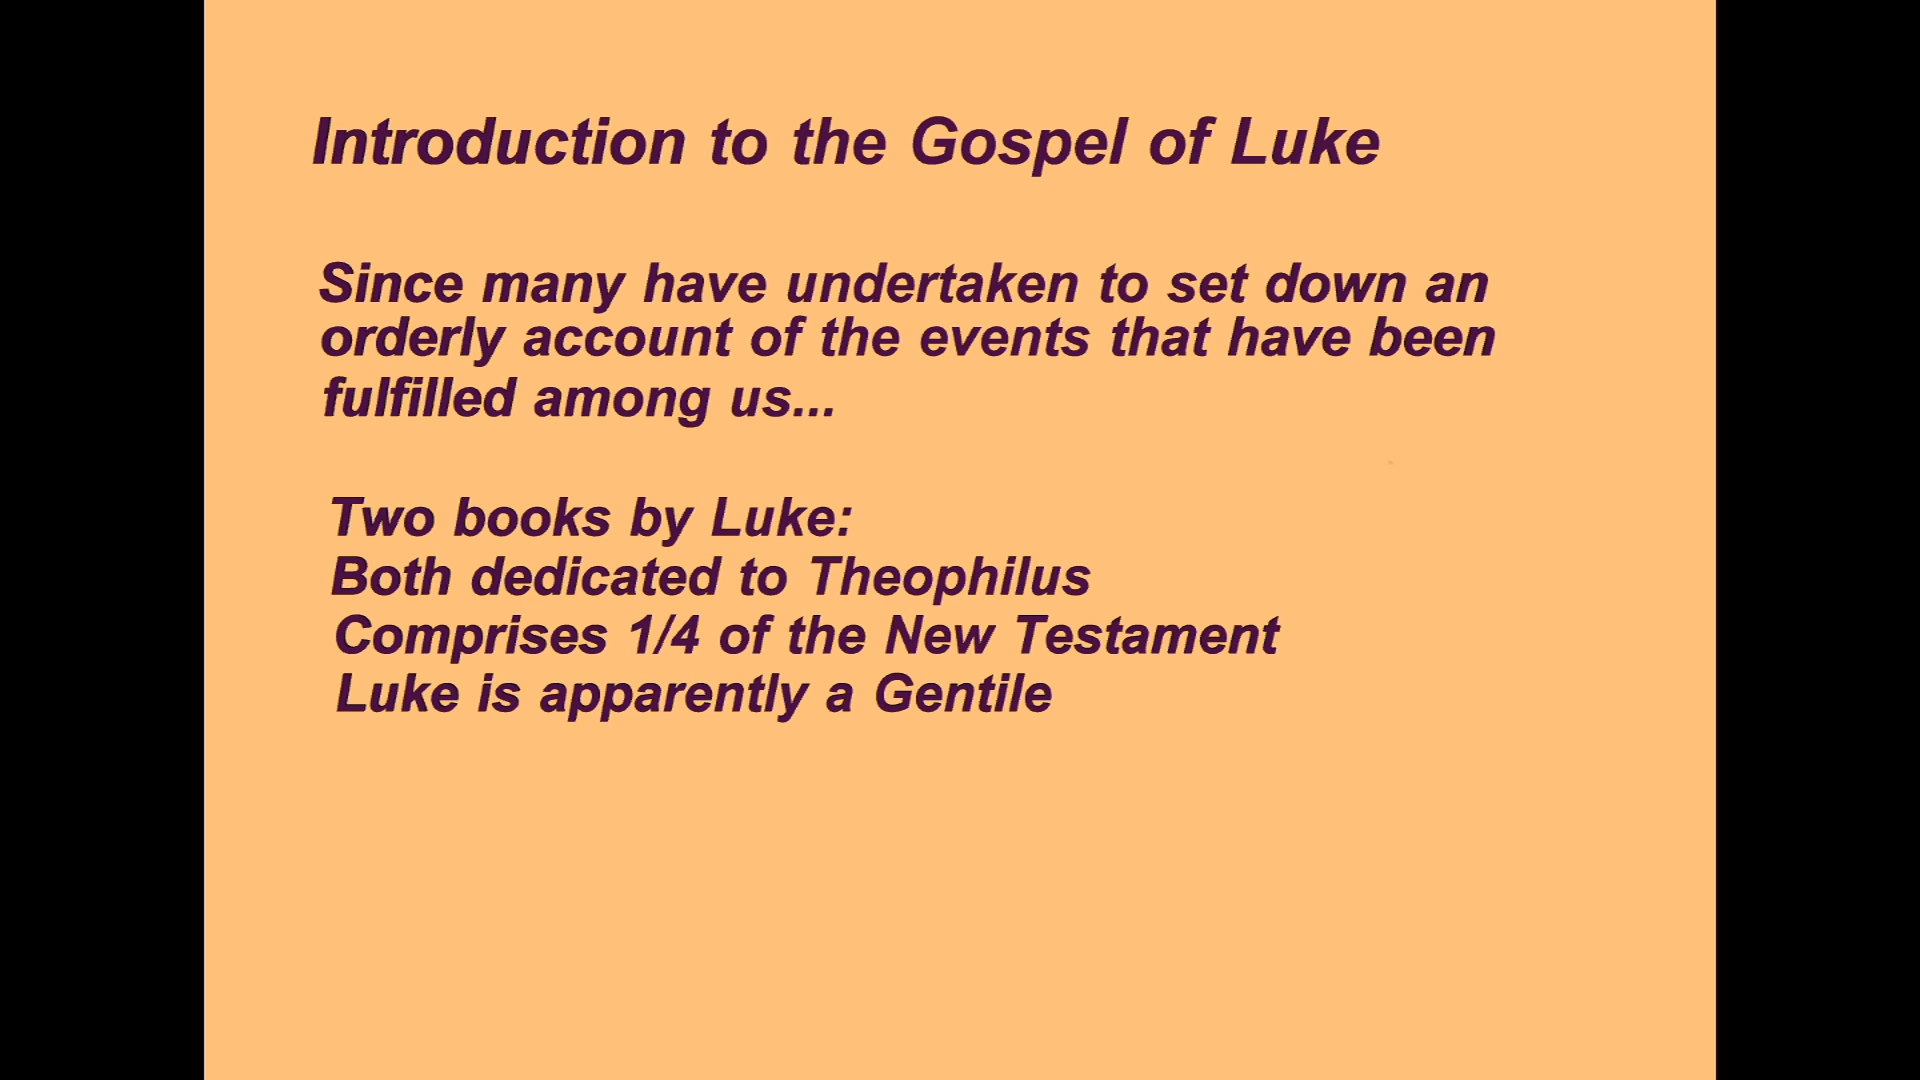 Introduction to the Gospel of Luke
Since many have undertaken to set down an
orderly account of the events that have been
fulfilled among us...
Two books by Luke:
Both dedicated to Theophilus
Comprises 1/4 of the New Testament
Luke is apparently a Gentile